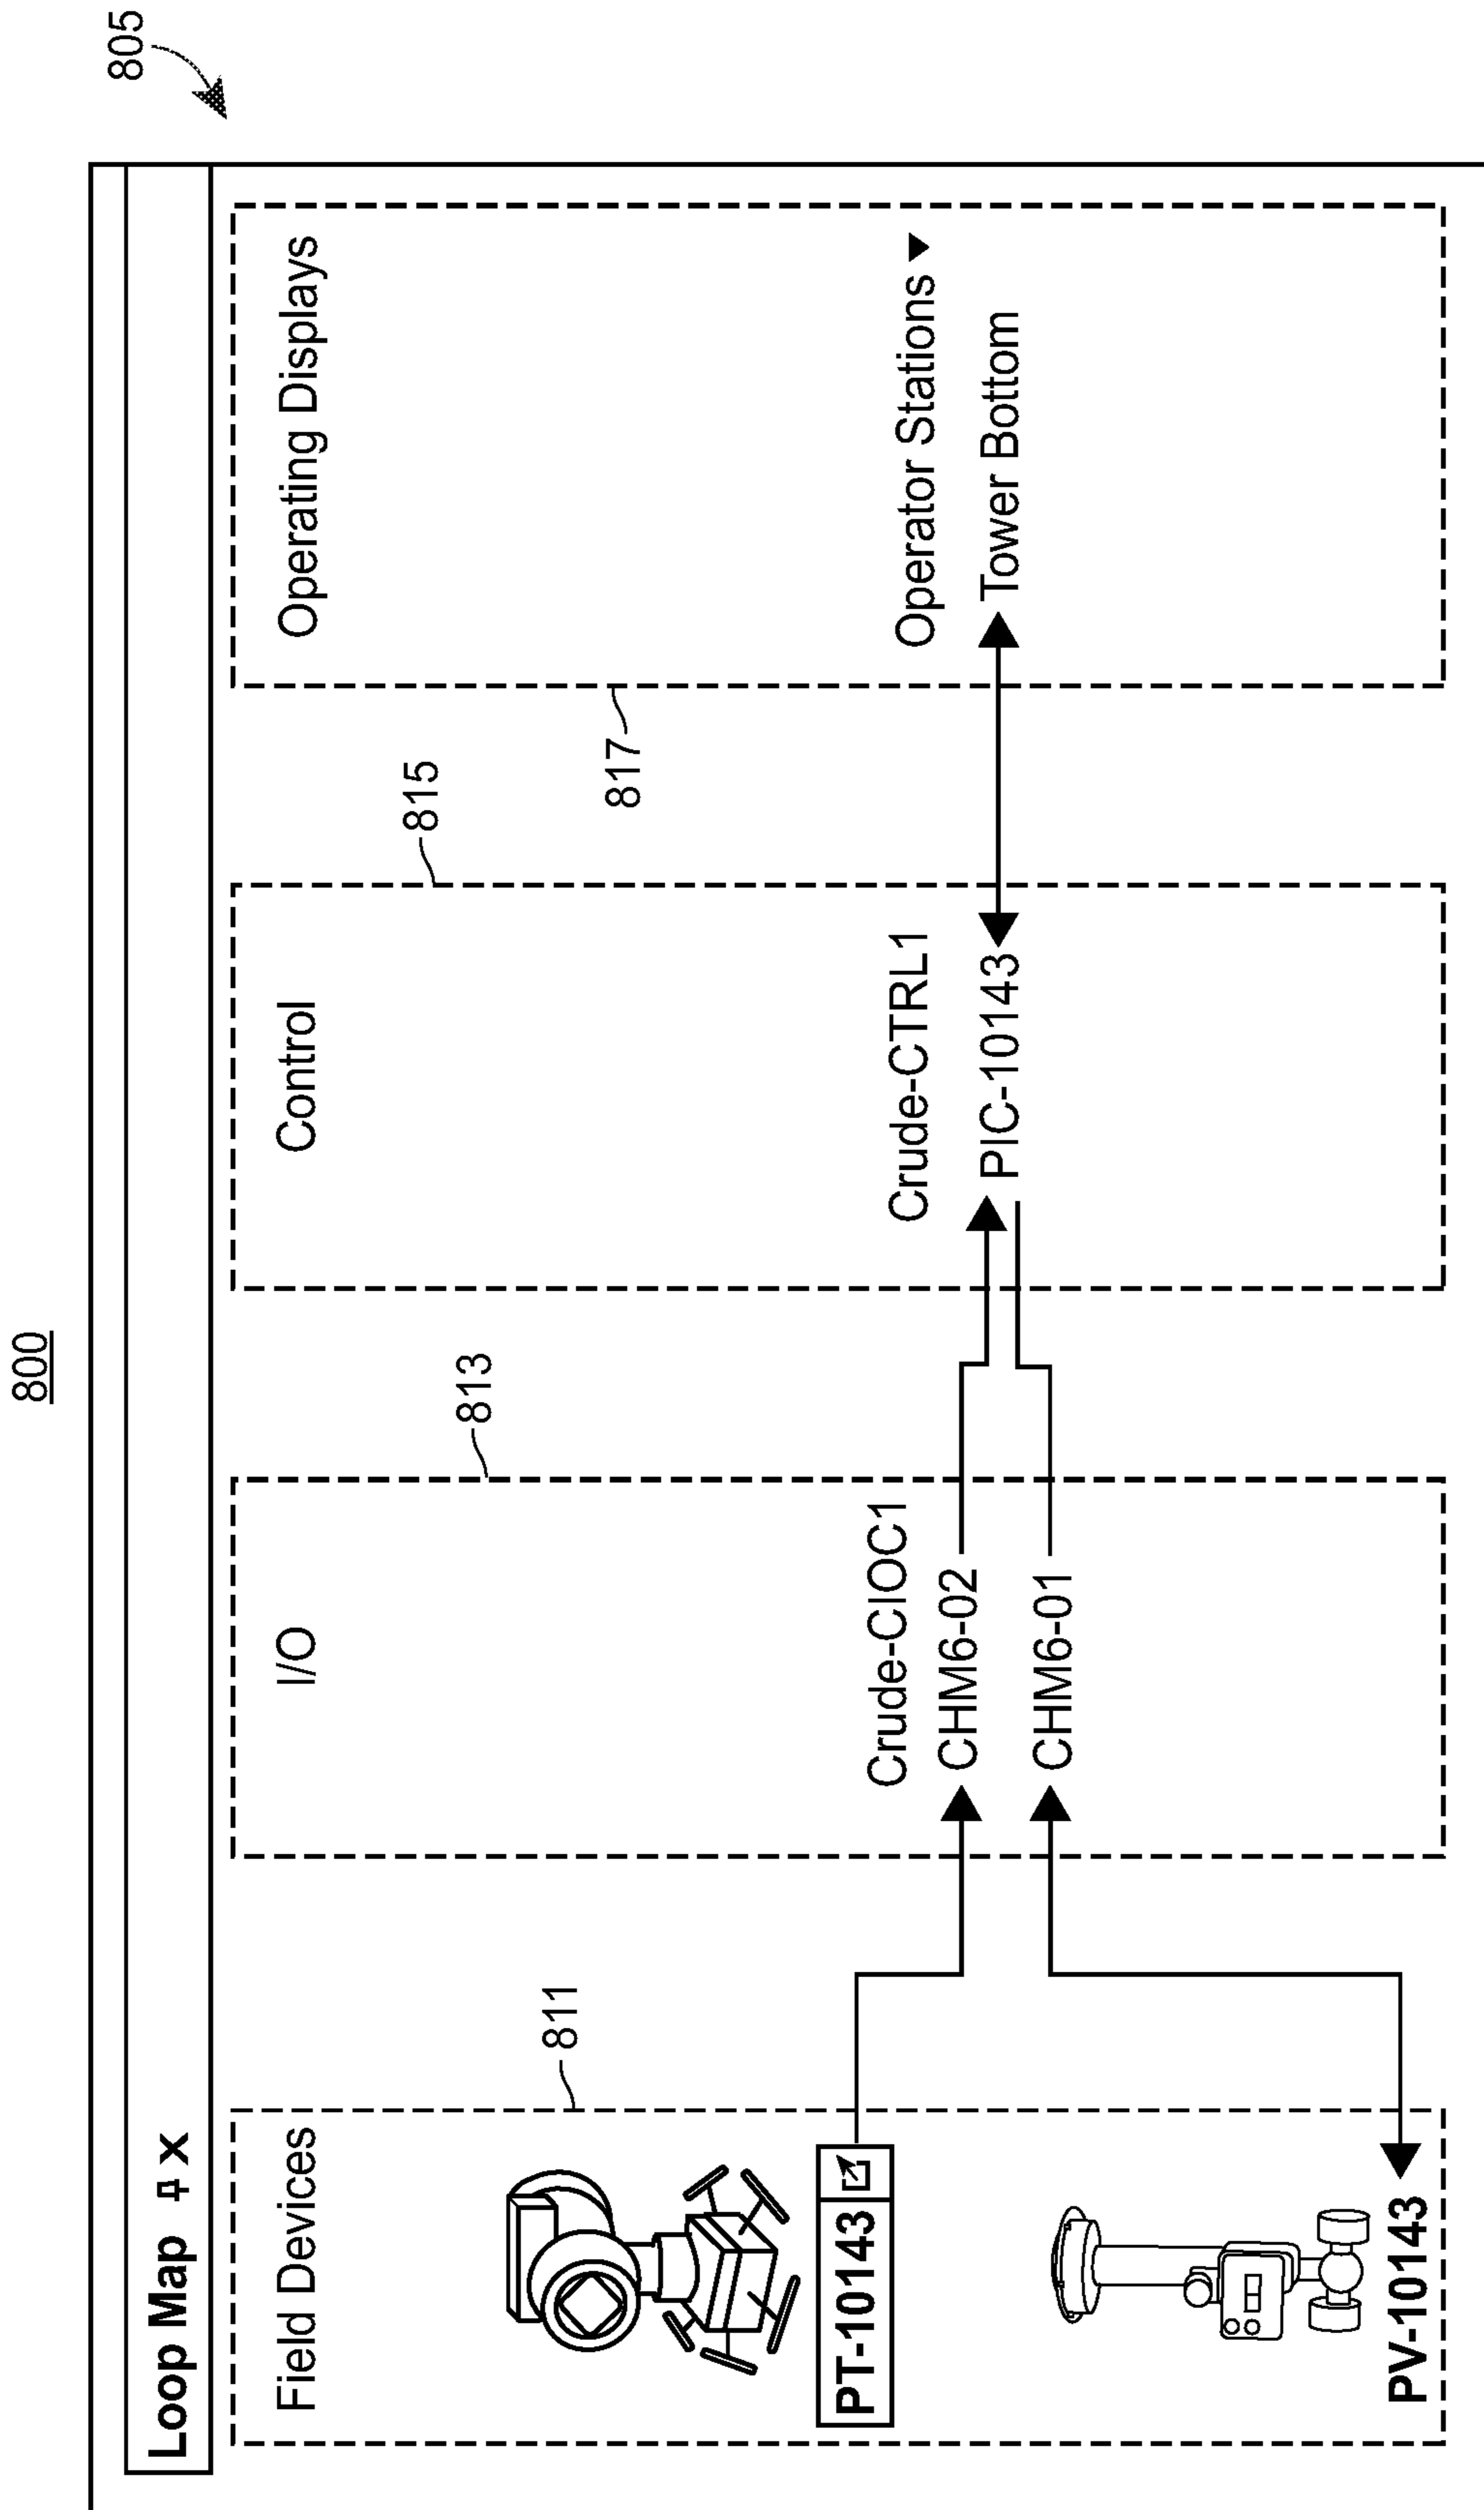 800
805
Loop Map x
Field Devices
I/O
Control
Operating Displays
811
813
815
817
PT-10143
PV-10143
Crude-CIOC1
CHM6-02
CHM6-01
Crude-CTRL1
PIC-10143
Operator Stations
Tower Bottom